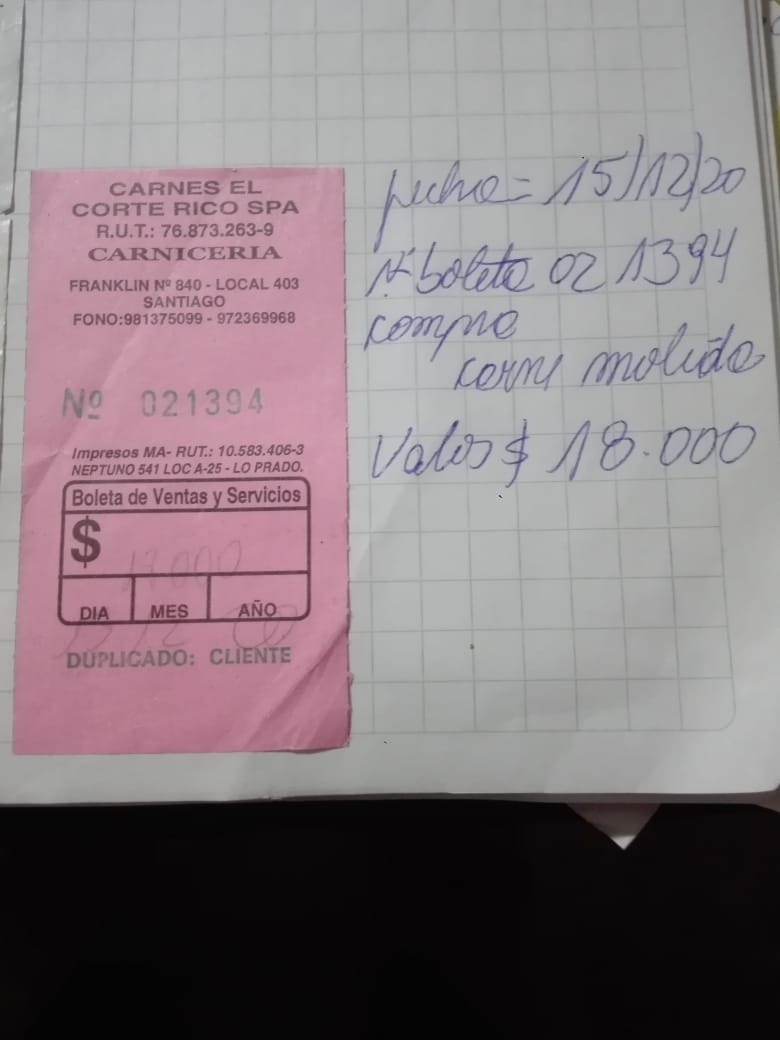 CARNES EL
CORTE RICO SPA
R.U.T.: 76.873.263-9
CARNICERIA
FRANKLIN Nº 840 - LOCAL 403
SANTIAGO
FONO:981375099 - 972369968
Nº 021394
Impresos MA- RUT.: 10.583.406-3
NEPTUNO 541 LOC A-25 - LO PRADO.
Boleta de Ventas y Servicios
$
DIA MES AÑO
DUPLICADO: CLIENTE
fecha = 15/12/20
Nº boleta 021394
compra
carne molida
Valor $ 18.000